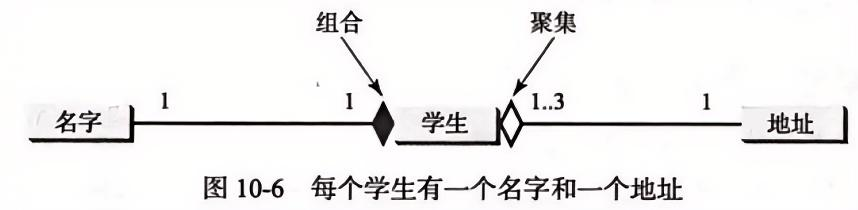 组合 聚集
1 1 1..3 1
名字 学生 地址
图 10-6 每个学生有一个名字和一个地址